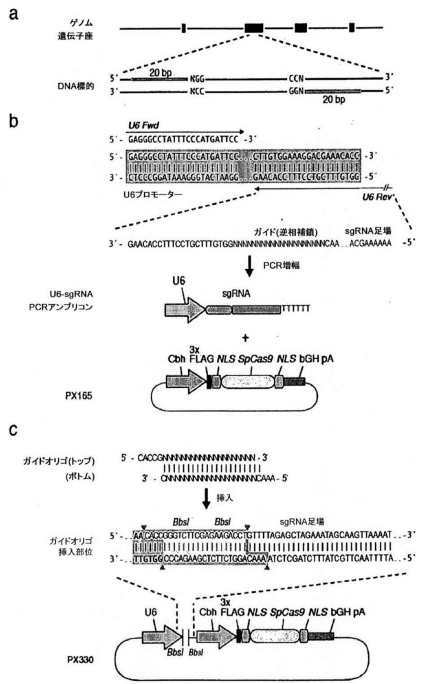 a
ゲノム
遺伝子座
5' 20 bp NGG CCN 3'
DNA標的
3' NCC GGN 5'
20 bp
b
U6 Fwd
5' - GAGGGCCTATTTCCCATGATTCC -3'
5' - GAGGGCCTATTTCCCATGATTCC CTTGTGGAAAGGACGAAACACC -3'
3' - CTCCCGGATAAAGGGTACTAAGG GAACACCTTTCCTGCTTTGTGG -5'
U6プロモーター
U6 Rev
ガイド(逆相補鎖) sgRNA足場
3' - GAACACCTTTCCTGCTTTGTGGNNNNNNNNNNNNNNNNNNNCAA...ACGAAAAAA -5'
PCR増幅
U6
U6-sgRNA
PCRアンプリコン
sgRNA
+
3x
Cbh FLAG NLS SpCas9 NLS bGH pA
PX165
c
ガイドオリゴ(トップ) 5' - CACCGNNNNNNNNNNNNNNNNNNN - 3'
(ボトム) 3' - CNNNNNNNNNNNNNNNNNNNCAAA - 5'
挿入
BbsI BbsI sgRNA足場
ガイドオリゴ
挿入部位
5'-... AACACCGGGTCTTCGAGAAGACCTGTTTTAGAGCTAGAAATAGCAAGTTAAAAT ...-3'
3'-... TTGTGGCCCAGAAGCTCTTCTGGACAAAATCTCGATCTTTATCGTTCAATTTTA ...-5'
3x
U6 Cbh FLAG NLS SpCas9 NLS bGH pA
BbsI BbsI
PX330